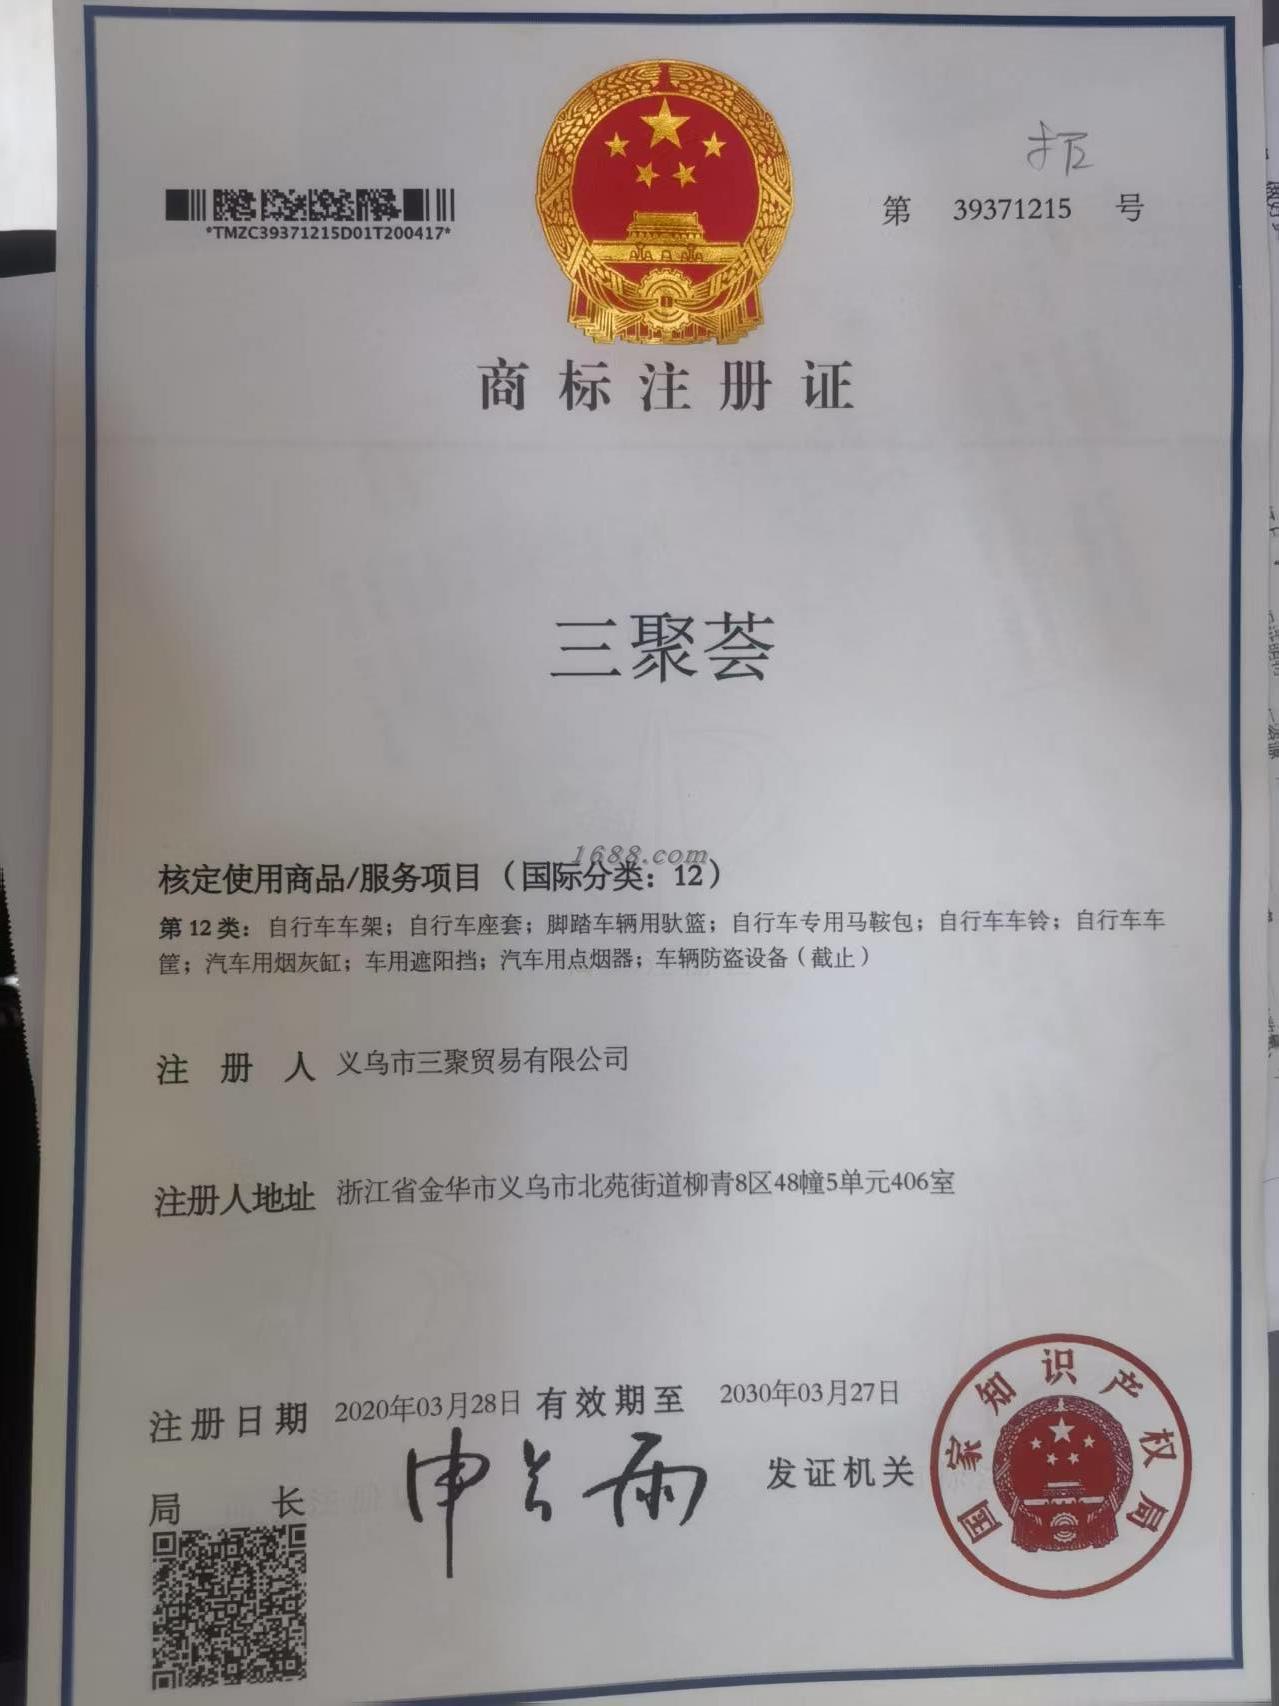 第 39371215 号
*TMZC39371215D01T200417*
商标注册证
三聚荟
1688.com
核定使用商品/服务项目（国际分类：12）
第 12 类：自行车车架；自行车座套；脚踏车辆用驮篮；自行车专用马鞍包；自行车车铃；自行车车
筐；汽车用烟灰缸；车用遮阳挡；汽车用点烟器；车辆防盗设备（截止）
注册人 义乌市三聚贸易有限公司
注册人地址 浙江省金华市义乌市北苑街道柳青8区48幢5单元406室
注册日期 2020年03月28日 有效期至 2030年03月27日
局长 申长雨 发证机关
国家知识产权局